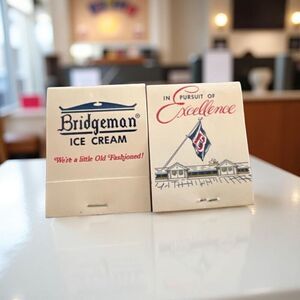 Bridgeman®
ICE CREAM
We're a little Old Fashioned!
IN PURSUIT OF
Excellence